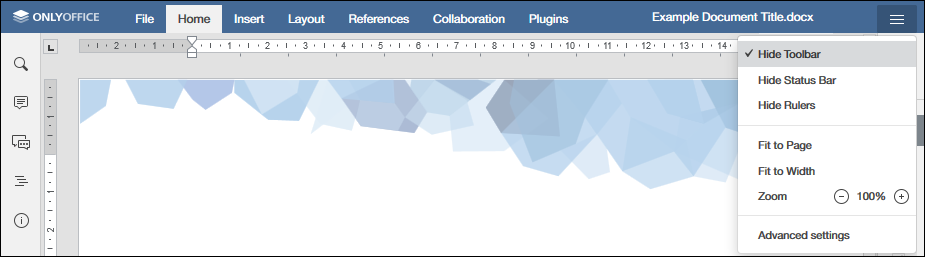 ONLYOFFICE File Home Insert Layout References Collaboration Plugins Example Document Title.docx
L 2 1 1 2 3 4 5 6 7 8 9 10 11 12 13 14
Hide Toolbar
Hide Status Bar
Hide Rulers
Fit to Page
Fit to Width
Zoom 100%
Advanced settings
1
1
2